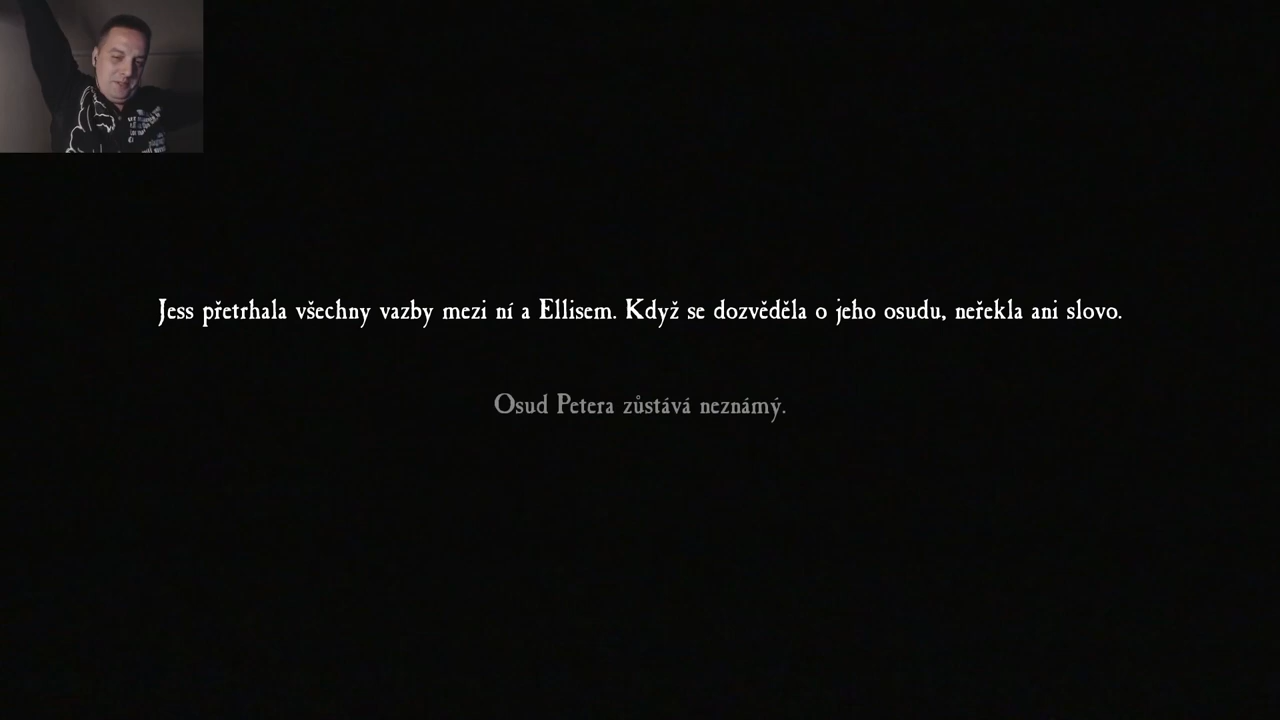 Jess přetrhala všechny vazby mezi ní a Ellisem. Když se dozvěděla o jeho osudu, neřekla ani slovo.
Osud Petera zůstává neznámý.